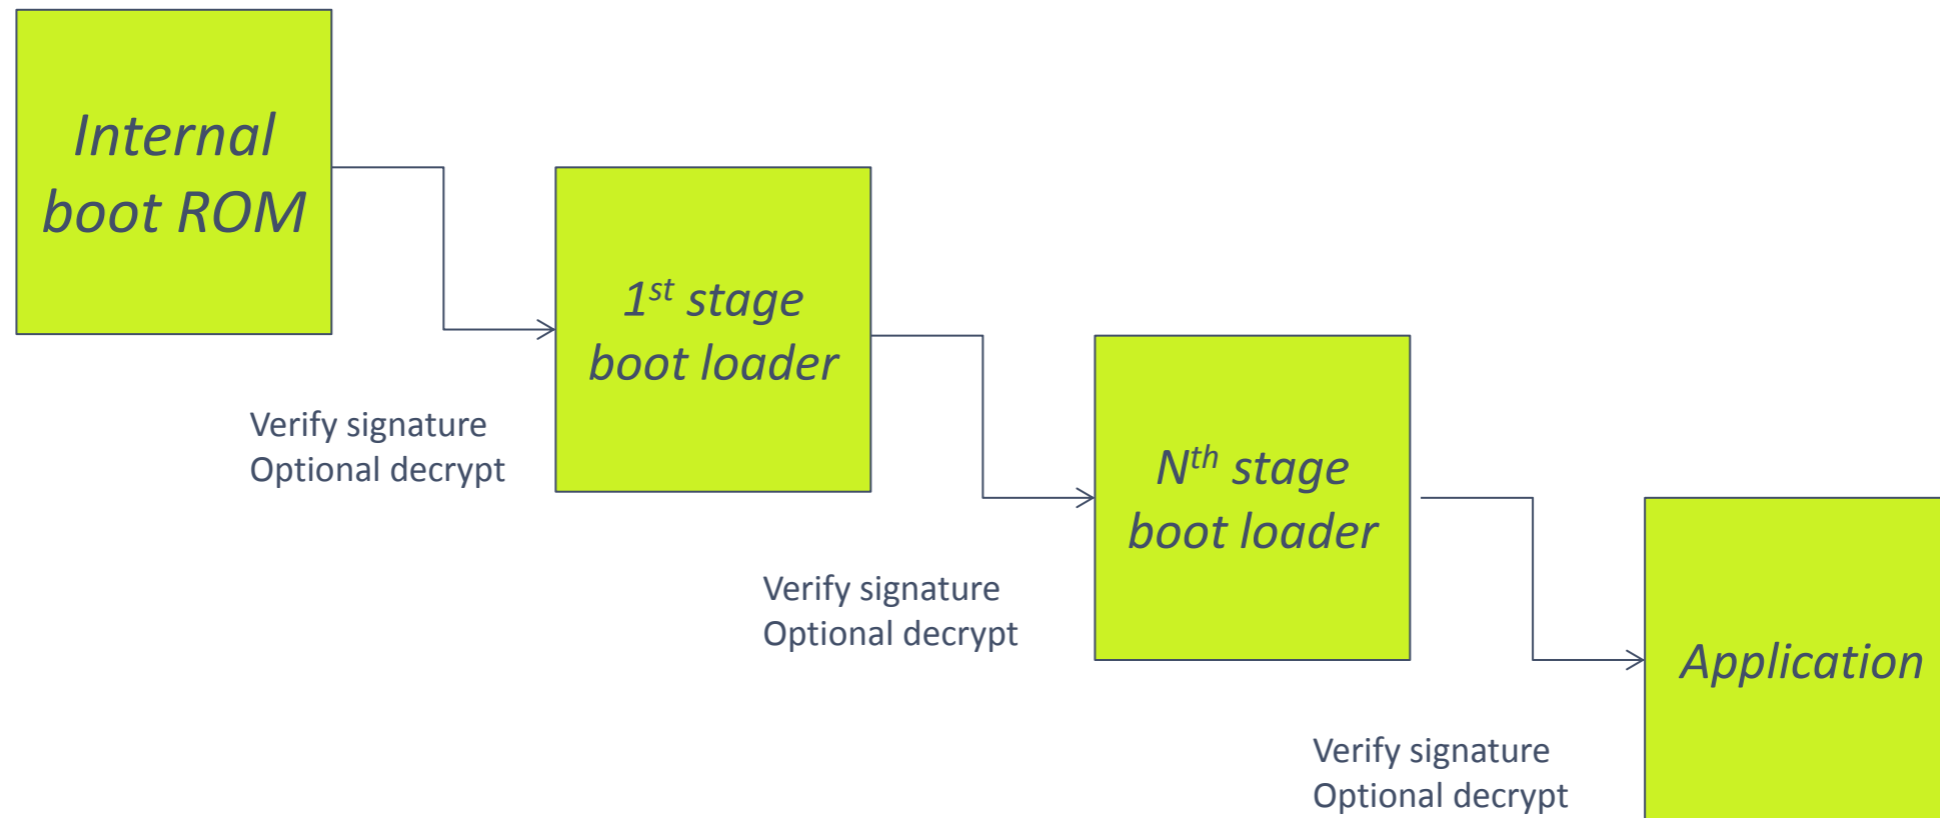 Internal
boot ROM
1st stage
boot loader
Verify signature
Optional decrypt
Nth stage
boot loader
Verify signature
Optional decrypt
Application
Verify signature
Optional decrypt